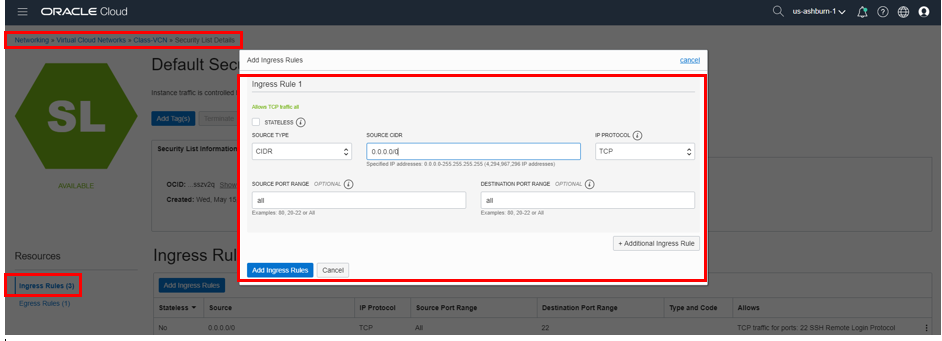 ORACLE Cloud
us-ashburn-1
Networking » Virtual Cloud Networks » Class-VCN » Security List Details
Default Sec
Instance traffic is controlled
Add Tag(s)
Terminate
Security List Information
SL
AVAILABLE
OCID: ...sszv2q Show
Created: Wed, May 15
Add Ingress Rules
cancel
Ingress Rule 1
Allows TCP traffic all
STATELESS i
SOURCE TYPE
SOURCE CIDR
IP PROTOCOL i
CIDR
0.0.0.0/0
TCP
Specified IP addresses: 0.0.0.0-255.255.255.255 (4,294,967,296 IP addresses)
SOURCE PORT RANGE OPTIONAL i
DESTINATION PORT RANGE OPTIONAL i
all
all
Examples: 80, 20-22 or All
Examples: 80, 20-22 or All
+ Additional Ingress Rule
Add Ingress Rules
Cancel
Resources
Ingress Rules (3)
Egress Rules (1)
Ingress Rul
Add Ingress Rules
Stateless Source IP Protocol Source Port Range Destination Port Range Type and Code Allows
No 0.0.0.0/0 TCP All 22 TCP traffic for ports: 22 SSH Remote Login Protocol